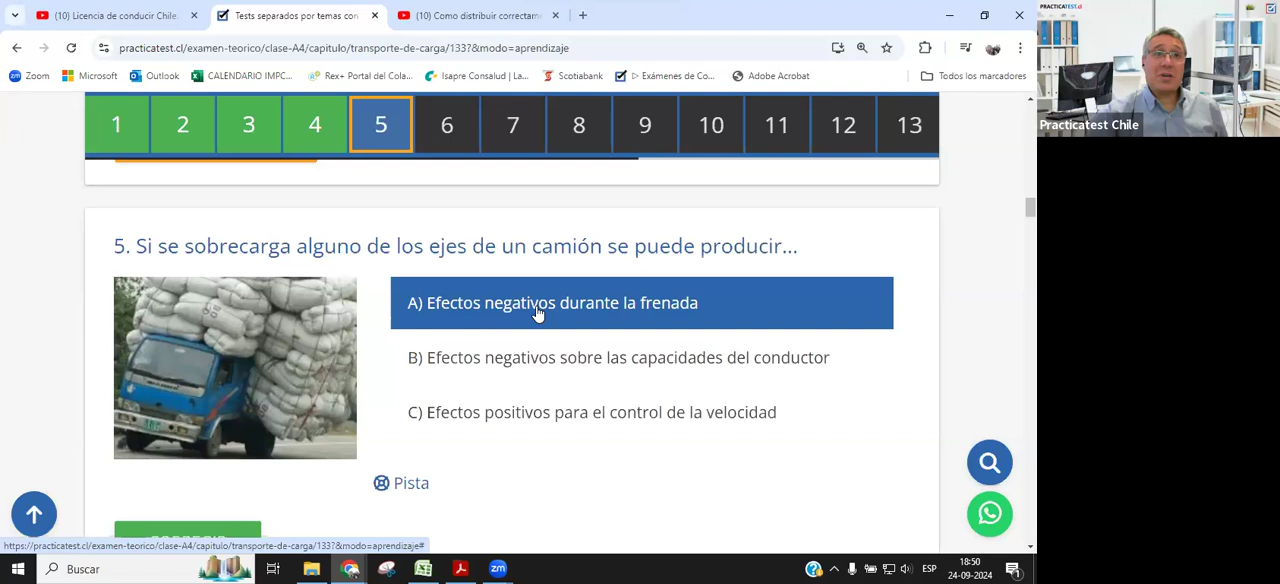 (10) Licencia de conducir Chile:
Tests separados por temario
(10) Como distribuir correctame
practicatest.cl/examen-teorico/clase-A4/capitulo/transporte-de-carga/133?&modo=aprendizaje
Zoom
Microsoft
Outlook
CALENDARIO IMPC...
Rex+ Portal del Cola...
Isapre Consalud | La...
Scotiabank
Exámenes de Co...
Adobe Acrobat
Todos los marcadores
PRACTICATEST.cl
Practicatest Chile
1 2 3 4 5 7 8 9 10 11 12 13
5. Si se sobrecarga alguno de los ejes de un camión se puede producir...
A) Efectos negativos durante la frenada
B) Efectos negativos sobre las capacidades del conductor
C) Efectos positivos para el control de la velocidad
Pista
https://practicatest.cl/examen-teorico/clase-A4/capitulo/transporte-de-carga/133?&modo=aprendizaje#
Buscar
ESP
18:50
24-09-2024